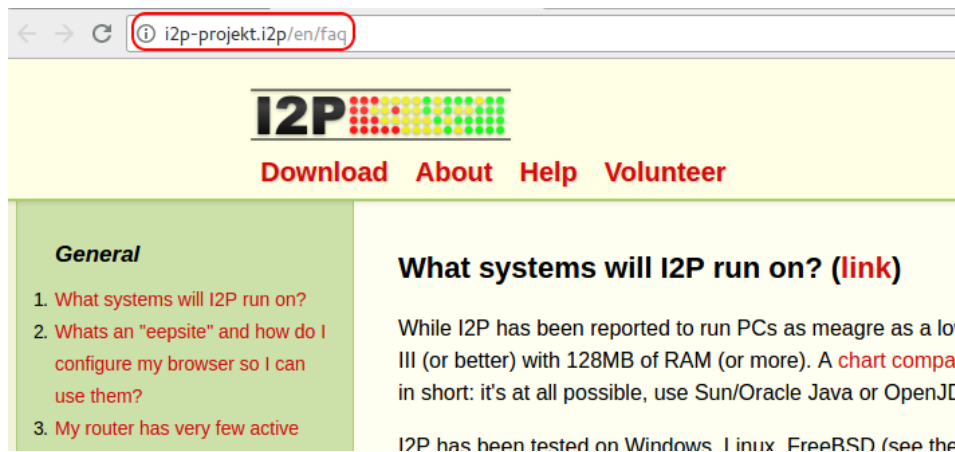 i2p-projekt.i2p/en/faq
I2P
Download About Help Volunteer
General
1. What systems will I2P run on?
2. Whats an "eepsite" and how do I
configure my browser so I can
use them?
3. My router has very few active
What systems will I2P run on? (link)
While I2P has been reported to run PCs as meagre as a
III (or better) with 128MB of RAM (or more). A chart
in short: it's at all possible, use Sun/Oracle Java or
I2P has been tested on Windows, Linux, FreeBSD (see the